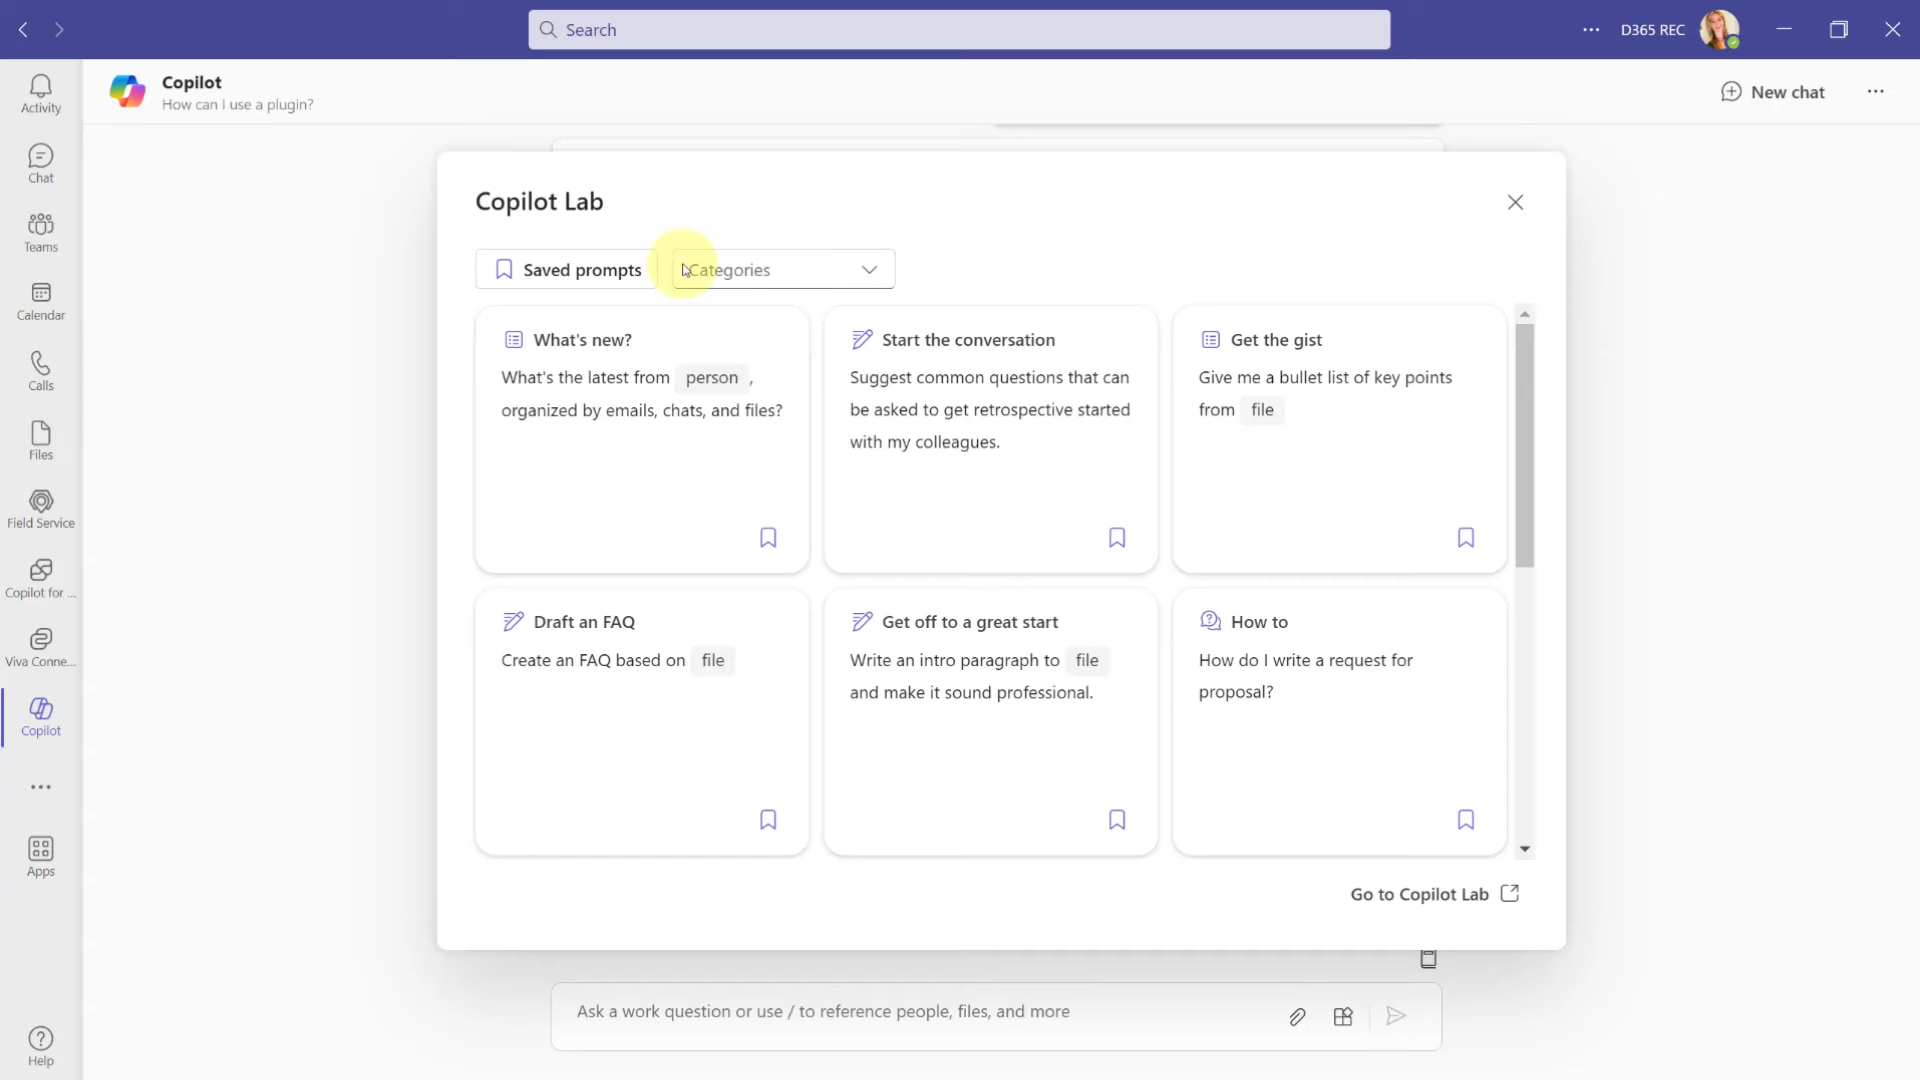 Search
D365 REC
Activity
Chat
Teams
Calendar
Calls
Files
Field Service
Copilot for ...
Viva Conne...
Copilot
Apps
Help
Copilot
How can I use a plugin?
New chat
Copilot Lab
Saved prompts
Categories
What's new?
What's the latest from person ,
organized by emails, chats, and files?
Start the conversation
Suggest common questions that can
be asked to get retrospective started
with my colleagues.
Get the gist
Give me a bullet list of key points
from file
Draft an FAQ
Create an FAQ based on file
Get off to a great start
Write an intro paragraph to file
and make it sound professional.
How to
How do I write a request for
proposal?
Go to Copilot Lab
Ask a work question or use / to reference people, files, and more